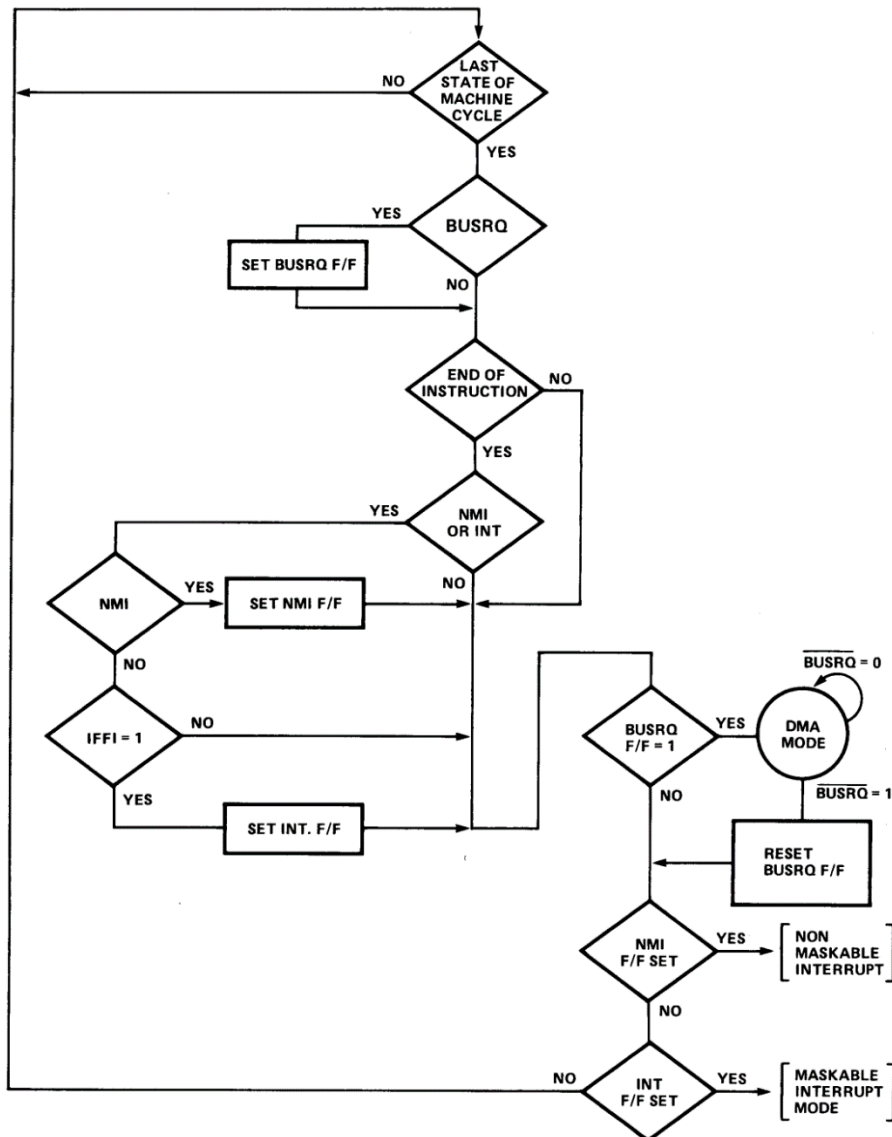 LAST
STATE OF
MACHINE
CYCLE
NO
YES
BUSRQ
YES
SET BUSRQ F/F
NO
END OF
INSTRUCTION
NO
YES
NMI
OR INT
YES
NO
NMI
YES
SET NMI F/F
NO
IFFI = 1
NO
YES
SET INT. F/F
BUSRQ
F/F = 1
YES
BUSRQ = 0
DMA
MODE
BUSRQ = 1
NO
RESET
BUSRQ F/F
NMI
F/F SET
YES
NON
MASKABLE
INTERRUPT
NO
INT
F/F SET
NO
YES
MASKABLE
INTERRUPT
MODE